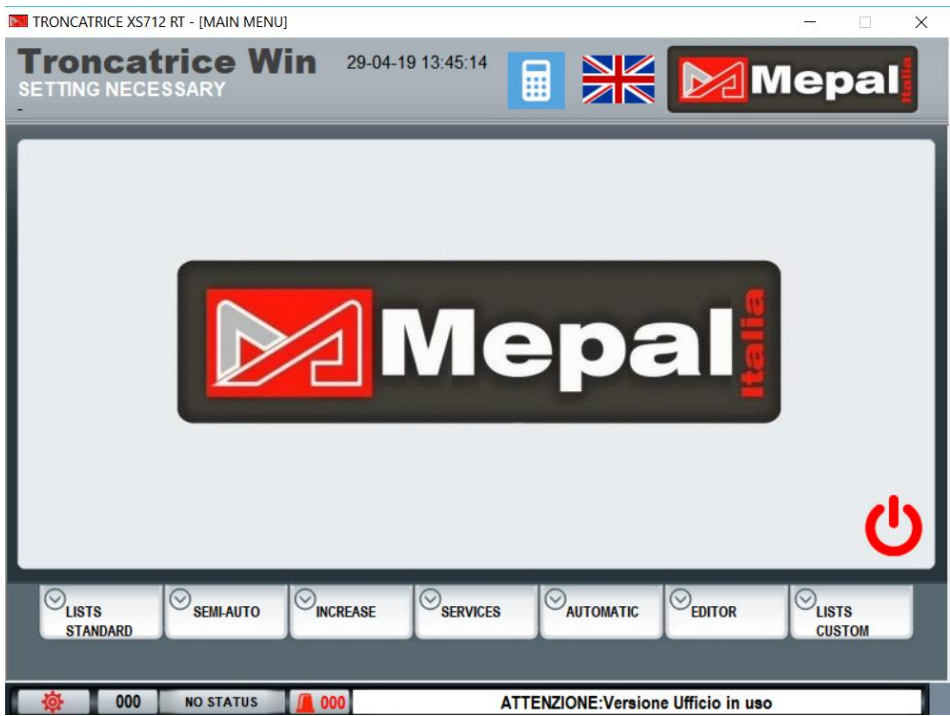 TRONCATRICE XS712 RT - [MAIN MENU]
Troncatrice Win
29-04-19 13:45:14
Mepal Italia
SETTING NECESSARY
-
Mepal Italia
LISTS STANDARD
SEMI-AUTO
INCREASE
SERVICES
AUTOMATIC
EDITOR
LISTS CUSTOM
000
NO STATUS
000
ATTENZIONE:Versione Ufficio in uso